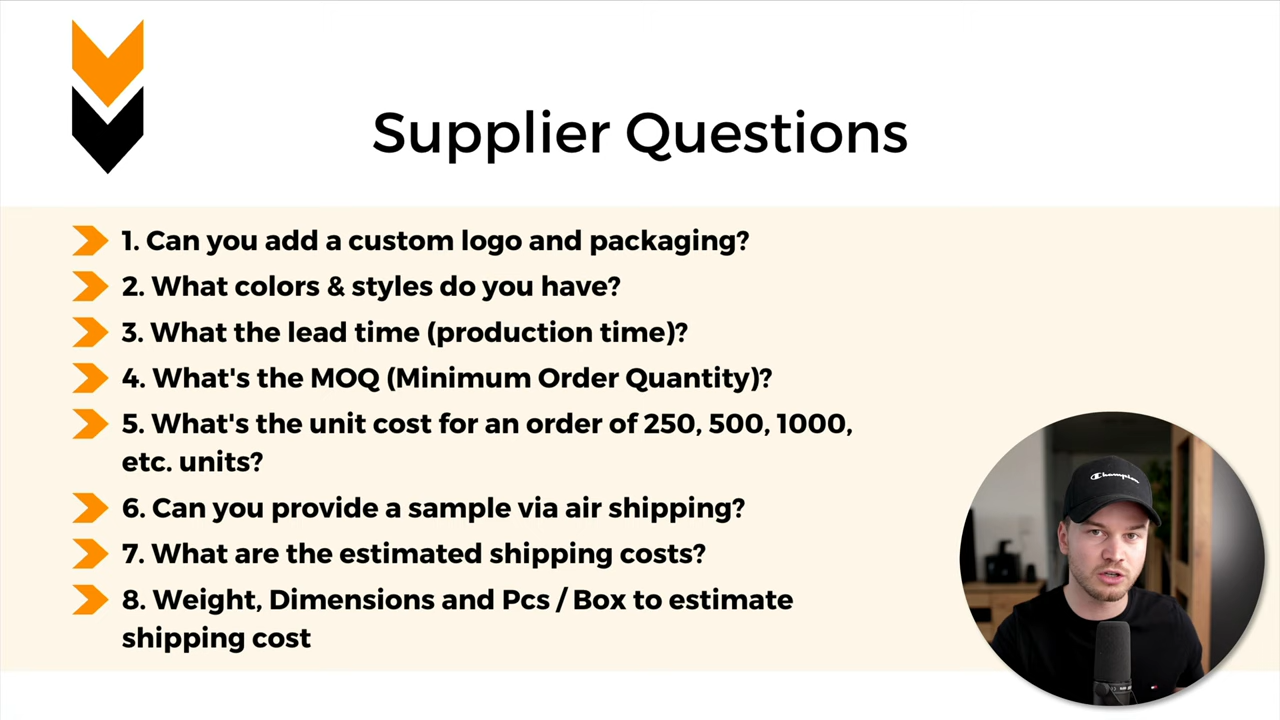 Supplier Questions
1. Can you add a custom logo and packaging?
2. What colors & styles do you have?
3. What the lead time (production time)?
4. What's the MOQ (Minimum Order Quantity)?
5. What's the unit cost for an order of 250, 500, 1000,
etc. units?
6. Can you provide a sample via air shipping?
7. What are the estimated shipping costs?
8. Weight, Dimensions and Pcs / Box to estimate
shipping cost
Champion